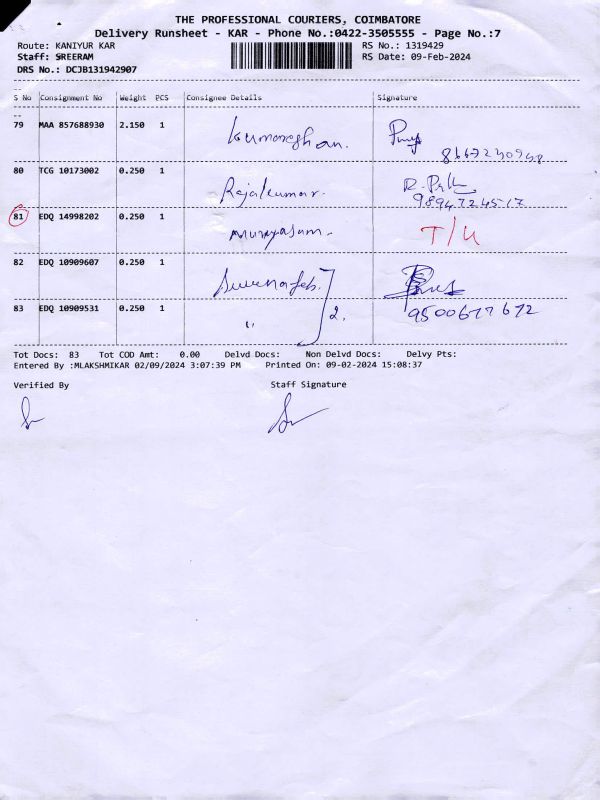 THE PROFESSIONAL COURIERS, COIMBATORE
Delivery Runsheet - KAR - Phone No.:0422-3505555 - Page No.:7
Route: KANIYUR KAR
RS No.: 1319429
Staff: SREERAM
RS Date: 09-Feb-2024
DRS No.: DCJB131942907
S No Consignment No Weight PCS Consignee Details Signature
79 MAA 857688930 2.150 1 Kumareghan.
80 TCG 10173002 0.250 1 Rajakumar.
9894724517
81 EDQ 14998202 0.250 1 T/U
82 EDQ 10909607 0.250 1
83 EDQ 10909531 0.250 1 " 2. 9500677672
Tot Docs: 83 Tot COD Amt: 0.00 Delvd Docs: Non Delvd Docs: Delvy Pts:
Entered By :MLAKSHMIKAR 02/09/2024 3:07:39 PM Printed On: 09-02-2024 15:08:37
Verified By Staff Signature